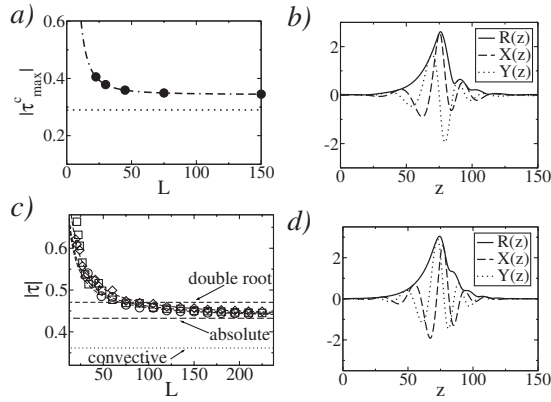 a)
|τ^c_max|
0.6
0.4
0.2
0
50
100
150
L
b)
R(z)
X(z)
Y(z)
2
0
-2
0
50
100
150
z
c)
|τ|
0.6
0.5
0.4
double root
absolute
convective
50
100
150
200
L
d)
R(z)
X(z)
Y(z)
2
0
-2
0
50
100
150
z